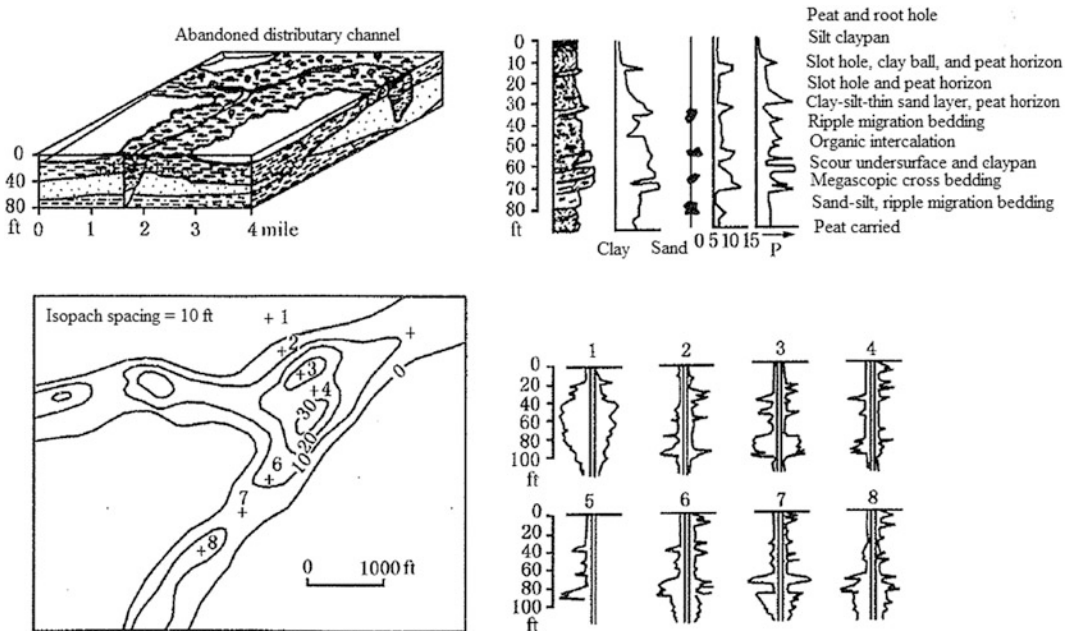 Abandoned distributary channel
0
40
80
ft
0 1 2 3 4 mile
0
10
20
30
40
50
60
70
80
ft
Clay Sand 0 5 10 15 P
Peat and root hole
Silt claypan
Slot hole, clay ball, and peat horizon
Slot hole and peat horizon
Clay-silt-thin sand layer, peat horizon
Ripple migration bedding
Organic intercalation
Scour undersurface and claypan
Megascopic cross bedding
Sand-silt, ripple migration bedding
Peat carried
Isopach spacing = 10 ft
1
2
3
4
30
20
10
0
6
7
8
0 1000 ft
1 2 3 4
0
20
40
60
80
100
ft
5 6 7 8
0
20
40
60
80
100
ft